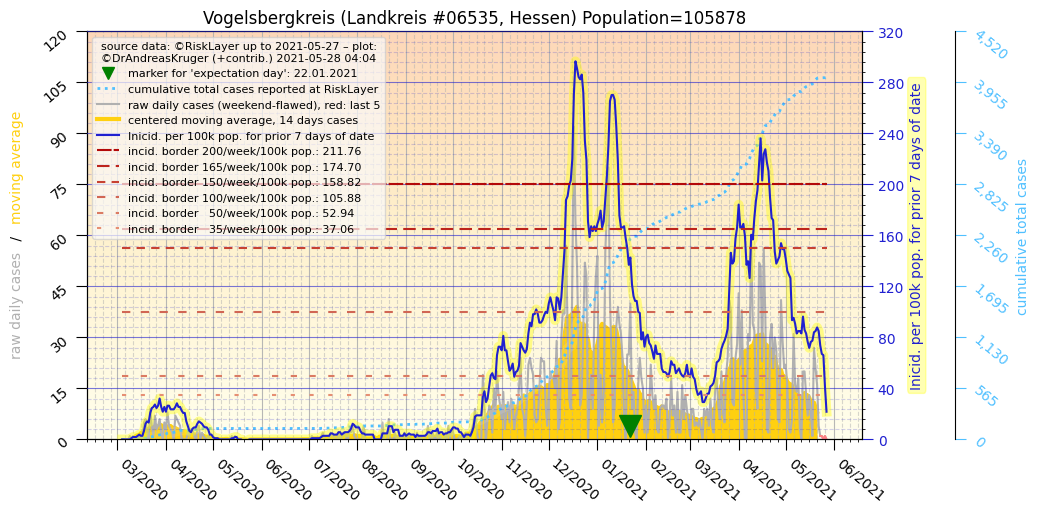 Vogelsbergkreis (Landkreis #06535, Hessen) Population=105878
source data: ©RiskLayer up to 2021-05-27 – plot:
©DrAndreasKruger (+contrib.) 2021-05-28 04:04
marker for 'expectation day': 22.01.2021
cumulative total cases reported at RiskLayer
raw daily cases (weekend-flawed), red: last 5
centered moving average, 14 days cases
Inicid. per 100k pop. for prior 7 days of date
incid. border 200/week/100k pop.: 211.76
incid. border 165/week/100k pop.: 174.70
incid. border 150/week/100k pop.: 158.82
incid. border 100/week/100k pop.: 105.88
incid. border   50/week/100k pop.: 52.94
incid. border   35/week/100k pop.: 37.06
raw daily cases / moving average
120
105
90
75
60
45
30
15
0
03/2020
04/2020
05/2020
06/2020
07/2020
08/2020
09/2020
10/2020
11/2020
12/2020
01/2021
02/2021
03/2021
04/2021
05/2021
06/2021
320
280
240
200
160
120
80
40
0
Inicid. per 100k pop. for prior 7 days of date
4,520
3,955
3,390
2,825
2,260
1,695
1,130
565
0
cumulative total cases